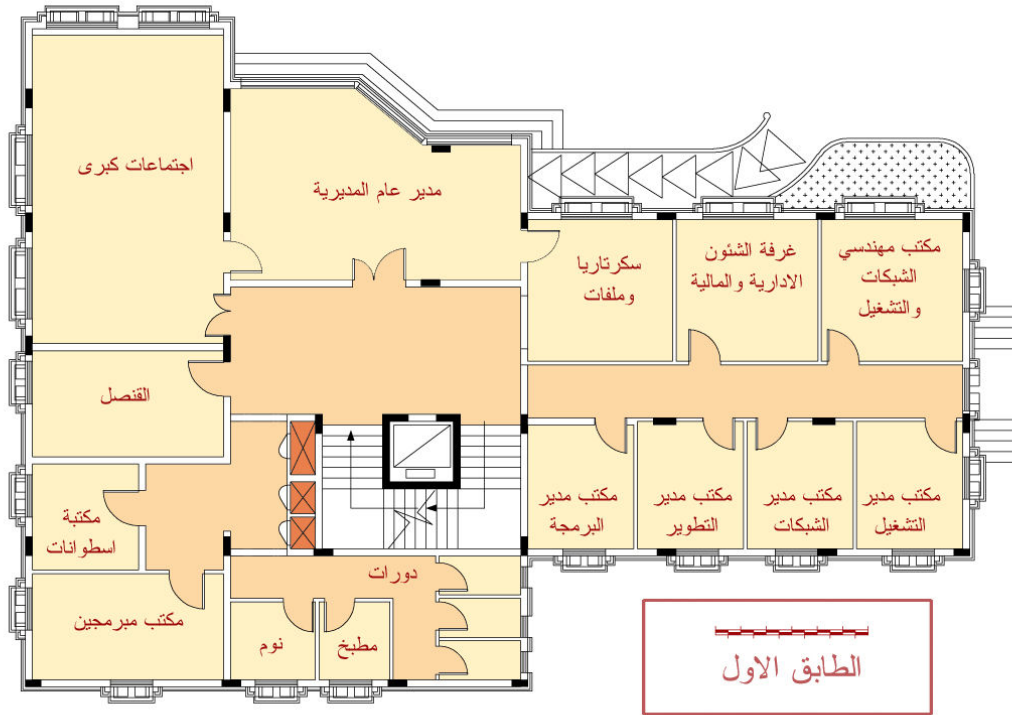 اجتماعات كبرى
مدير عام المديرية
مكتب مهندسي
الشبكات
والتشغيل
غرفة الشئون
الادارية والمالية
سكرتاريا
وملفات
القنصل
مكتب مدير
التشغيل
مكتب مدير
الشبكات
مكتب مدير
التطوير
مكتب مدير
البرمجة
مكتبة
اسطوانات
دورات
مكتب مبرمجين
نوم
مطبخ
الطابق الاول